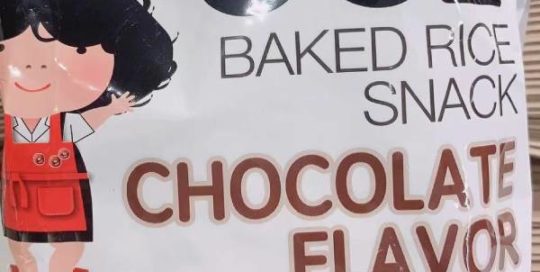 BAKED RICE
SNACK
CHOCOLATE
FLAVOR